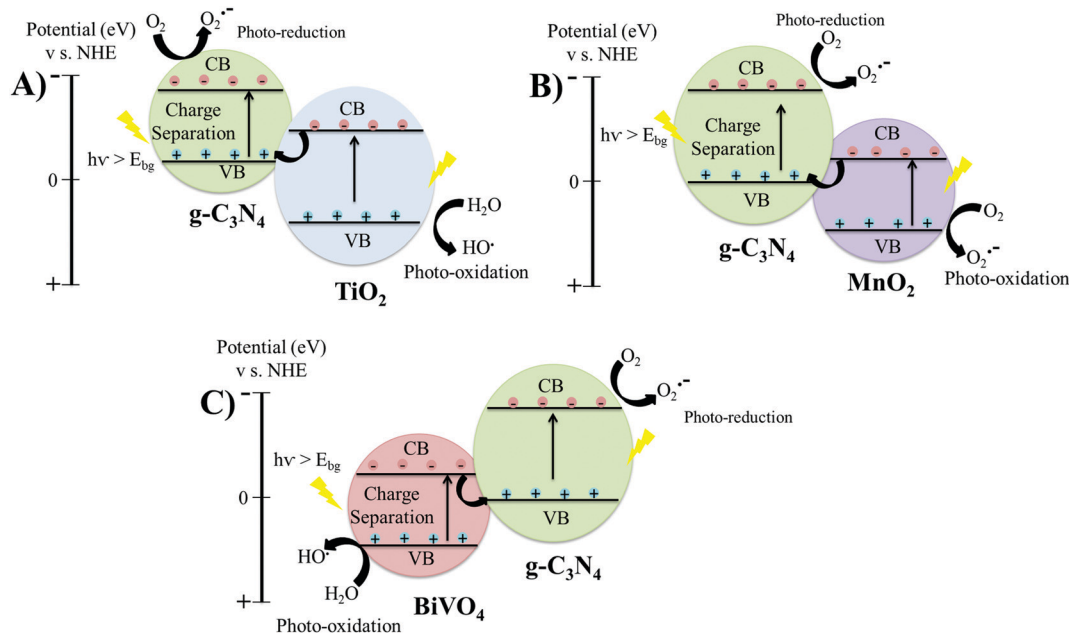 Potential (eV)
v s. NHE
O₂ O₂·⁻
Photo-reduction
A)
-
CB
- - - -
Charge
Separation
hv > E_bg
+ + + +
VB
0
g-C₃N₄
CB
- - - -
+ + + +
VB
H₂O
HO·
Photo-oxidation
+
TiO₂
Potential (eV)
v s. NHE
Photo-reduction
O₂
O₂·⁻
B)
-
CB
- - - -
Charge
Separation
hv > E_bg
+ + + +
VB
0
g-C₃N₄
CB
- - - -
+ + + +
VB
O₂
O₂·⁻
Photo-oxidation
+
MnO₂
Potential (eV)
v s. NHE
C)
-
O₂
O₂·⁻
Photo-reduction
CB
- - - -
+ + + +
VB
g-C₃N₄
hv > E_bg
CB
- - - -
Charge
Separation
0
+ + + +
VB
HO·
H₂O
Photo-oxidation
+
BiVO₄